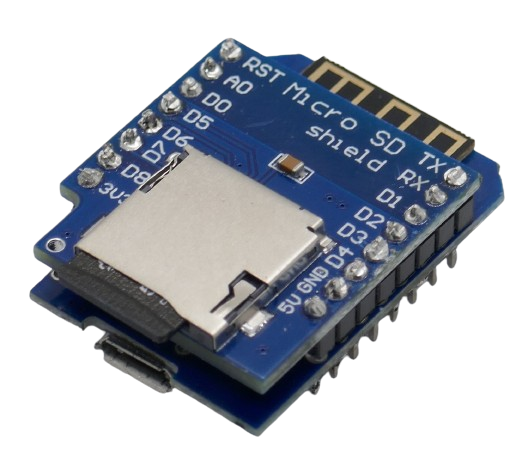 RST
A0
D0
D5
D6
D7
D8
3V3
Micro SD
shield
TX
RX
D1
D2
D3
D4
GND
5V